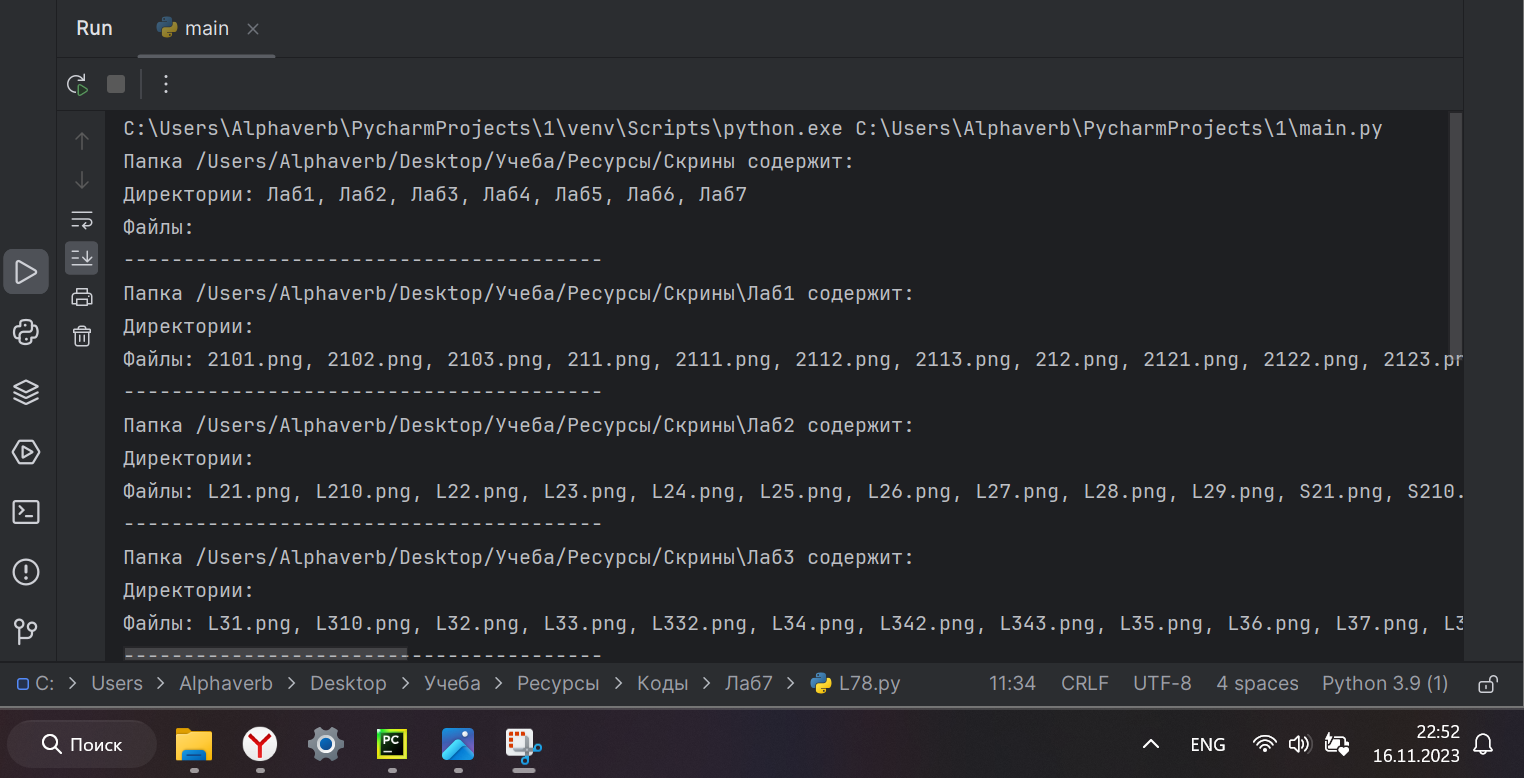 Run main
C:\Users\Alphaverb\PycharmProjects\1\venv\Scripts\python.exe C:\Users\Alphaverb\PycharmProjects\1\main.py
Папка /Users/Alphaverb/Desktop/Учеба/Ресурсы/Скрины содержит:
Директории: Лаб1, Лаб2, Лаб3, Лаб4, Лаб5, Лаб6, Лаб7
Файлы:
----------------------------------------
Папка /Users/Alphaverb/Desktop/Учеба/Ресурсы/Скрины\Лаб1 содержит:
Директории:
Файлы: 2101.png, 2102.png, 2103.png, 211.png, 2111.png, 2112.png, 2113.png, 212.png, 2121.png, 2122.png, 2123.pn
----------------------------------------
Папка /Users/Alphaverb/Desktop/Учеба/Ресурсы/Скрины\Лаб2 содержит:
Директории:
Файлы: L21.png, L210.png, L22.png, L23.png, L24.png, L25.png, L26.png, L27.png, L28.png, L29.png, S21.png, S210.
----------------------------------------
Папка /Users/Alphaverb/Desktop/Учеба/Ресурсы/Скрины\Лаб3 содержит:
Директории:
Файлы: L31.png, L310.png, L32.png, L33.png, L332.png, L34.png, L342.png, L343.png, L35.png, L36.png, L37.png, L3
----------------------------------------
C: > Users > Alphaverb > Desktop > Учеба > Ресурсы > Коды > Лаб7 > L78.py 11:34 CRLF UTF-8 4 spaces Python 3.9 (1)
Поиск PC ENG 22:52
16.11.2023